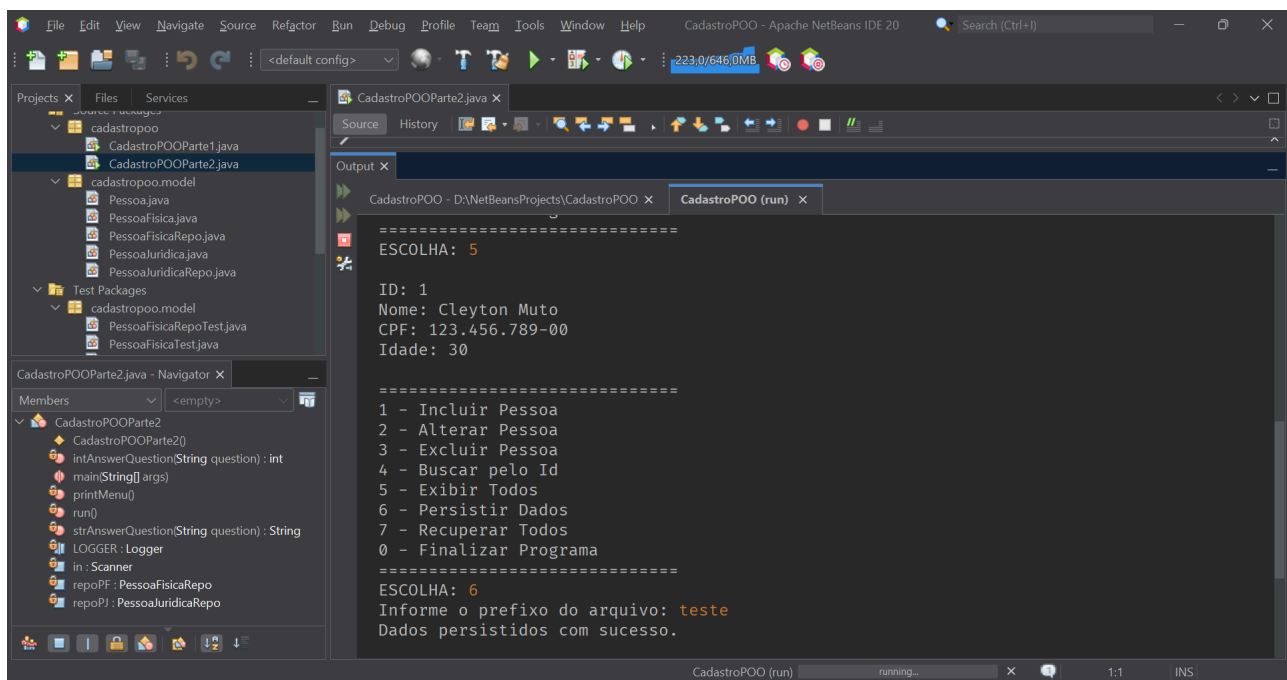 File Edit View Navigate Source Refactor Run Debug Profile Team Tools Window Help CadastroPOO - Apache NetBeans IDE 20 Search (Ctrl+I)
<default config> 223,0/646,0MB
Projects Files Services
Source Packages
cadastropoo
CadastroPOOParte1.java
CadastroPOOParte2.java
cadastropoo.model
Pessoa.java
PessoaFisica.java
PessoaFisicaRepo.java
PessoaJuridica.java
PessoaJuridicaRepo.java
Test Packages
cadastropoo.model
PessoaFisicaRepoTest.java
PessoaFisicaTest.java
CadastroPOOParte2.java - Navigator
Members <empty>
CadastroPOOParte2
CadastroPOOParte2()
intAnswerQuestion(String question) : int
main(String[] args)
printMenu()
run()
strAnswerQuestion(String question) : String
LOGGER : Logger
in : Scanner
repoPF : PessoaFisicaRepo
repoPJ : PessoaJuridicaRepo
CadastroPOOParte2.java
Source History
Output
CadastroPOO - D:\NetBeansProjects\CadastroPOO CadastroPOO (run)
==============================
ESCOLHA: 5
ID: 1
Nome: Cleyton Muto
CPF: 123.456.789-00
Idade: 30
==============================
1 - Incluir Pessoa
2 - Alterar Pessoa
3 - Excluir Pessoa
4 - Buscar pelo Id
5 - Exibir Todos
6 - Persistir Dados
7 - Recuperar Todos
0 - Finalizar Programa
==============================
ESCOLHA: 6
Informe o prefixo do arquivo: teste
Dados persistidos com sucesso.
CadastroPOO (run) running... 1:1 INS